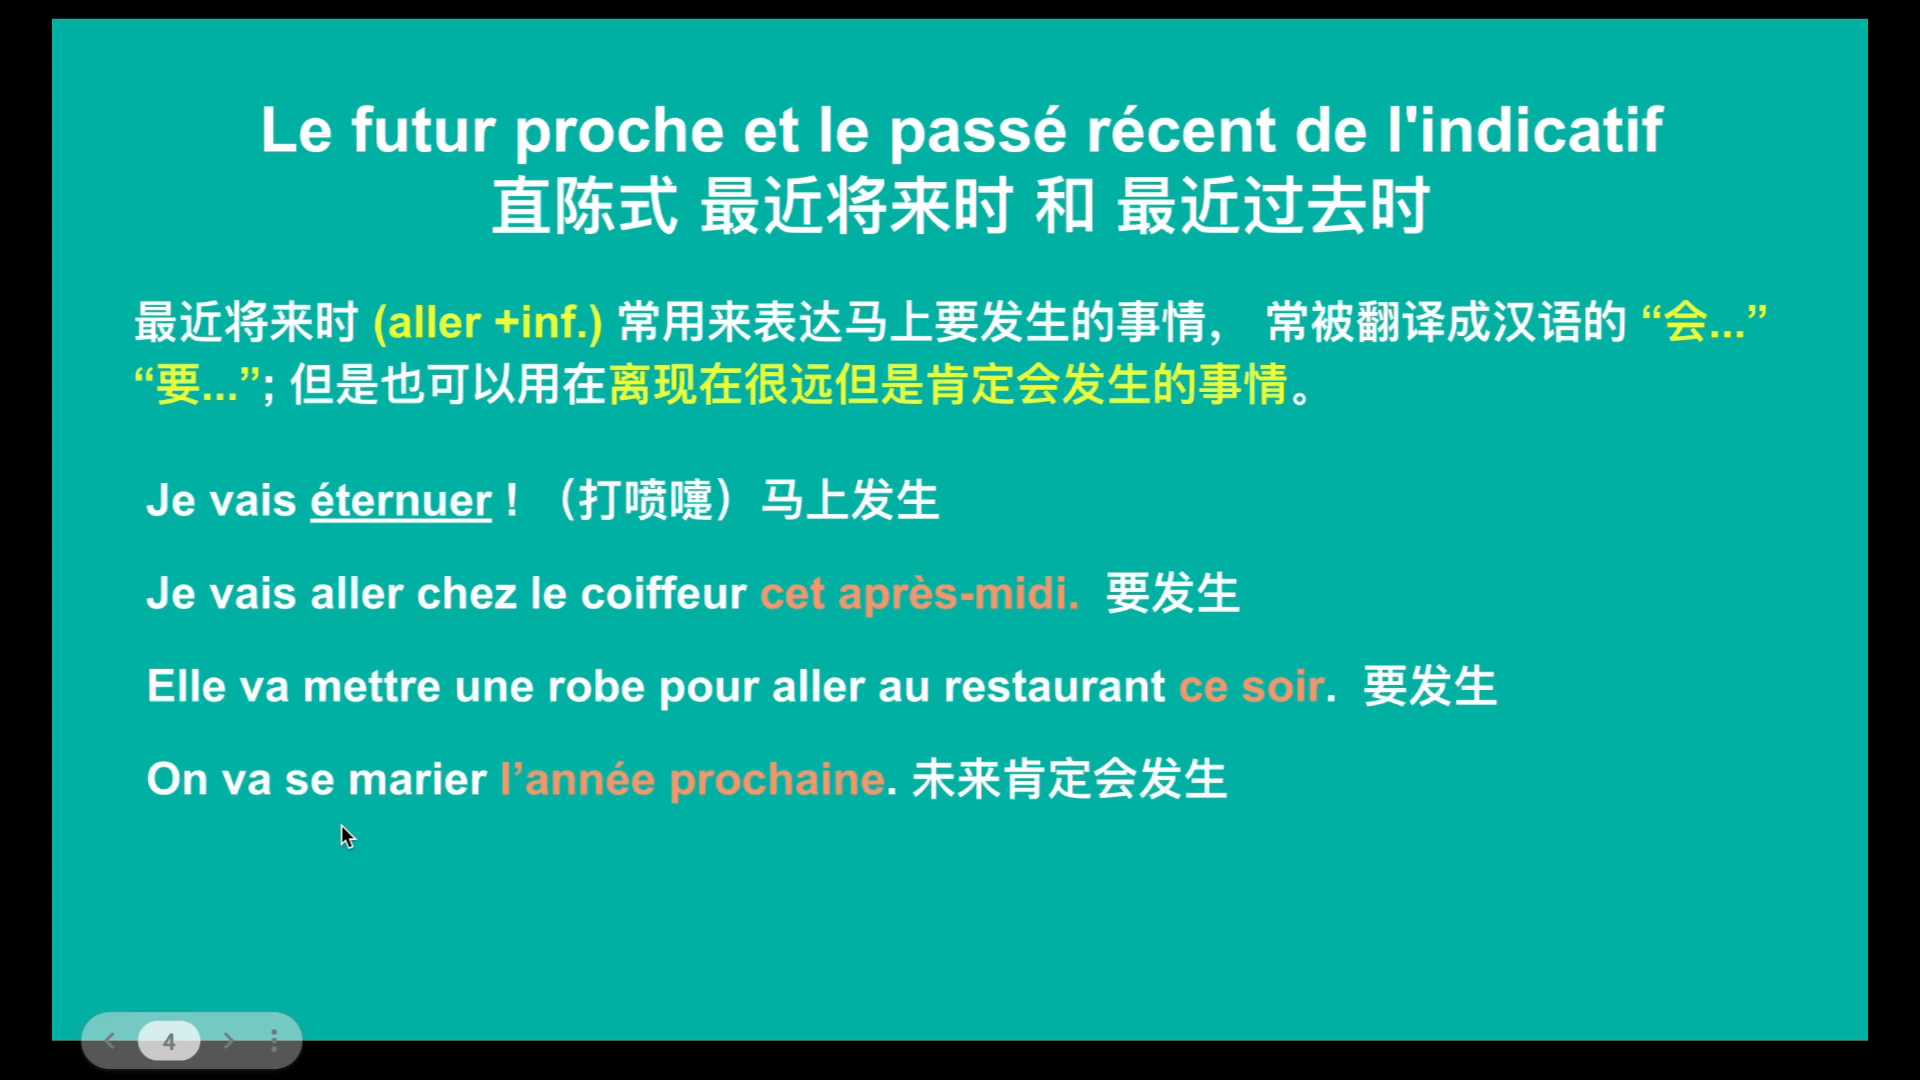 Le futur proche et le passé récent de l'indicatif
直陈式 最近将来时 和 最近过去时
最近将来时 (aller +inf.) 常用来表达马上要发生的事情， 常被翻译成汉语的 “会...”
“要...”; 但是也可以用在离现在很远但是肯定会发生的事情。
Je vais éternuer ! （打喷嚏）马上发生
Je vais aller chez le coiffeur cet après-midi. 要发生
Elle va mettre une robe pour aller au restaurant ce soir. 要发生
On va se marier l’année prochaine. 未来肯定会发生
4